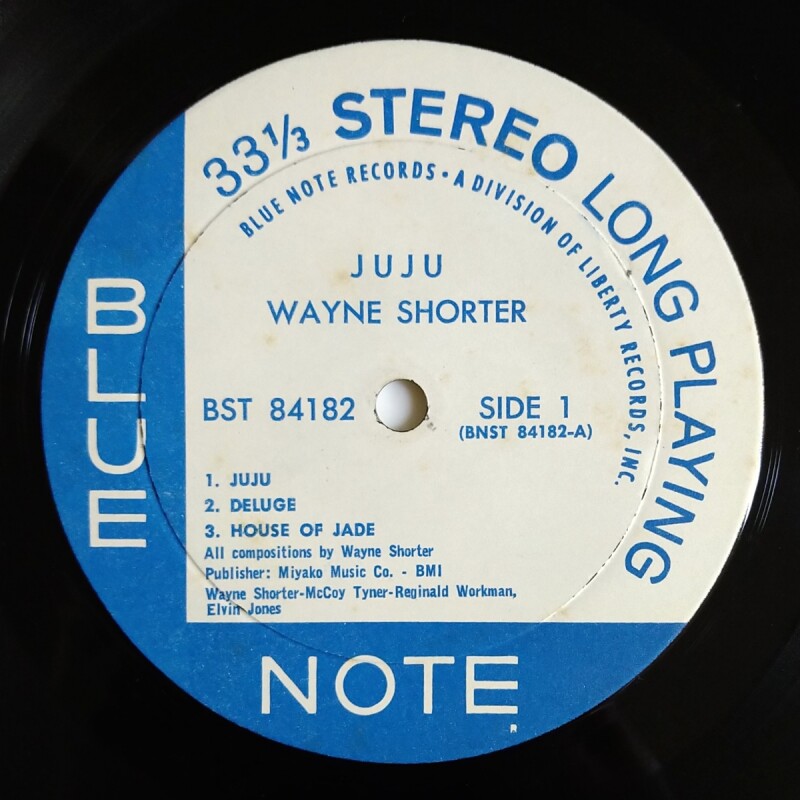 33⅓ STEREO LONG PLAYING
BLUE NOTE RECORDS • A DIVISION OF LIBERTY RECORDS, INC.
JUJU
WAYNE SHORTER
BST 84182
SIDE 1
(BNST 84182-A)
1. JUJU
2. DELUGE
3. HOUSE OF JADE
All compositions by Wayne Shorter
Publisher: Miyako Music Co. - BMI
Wayne Shorter-McCoy Tyner-Reginald Workman,
Elvin Jones
BLUE
NOTE
R